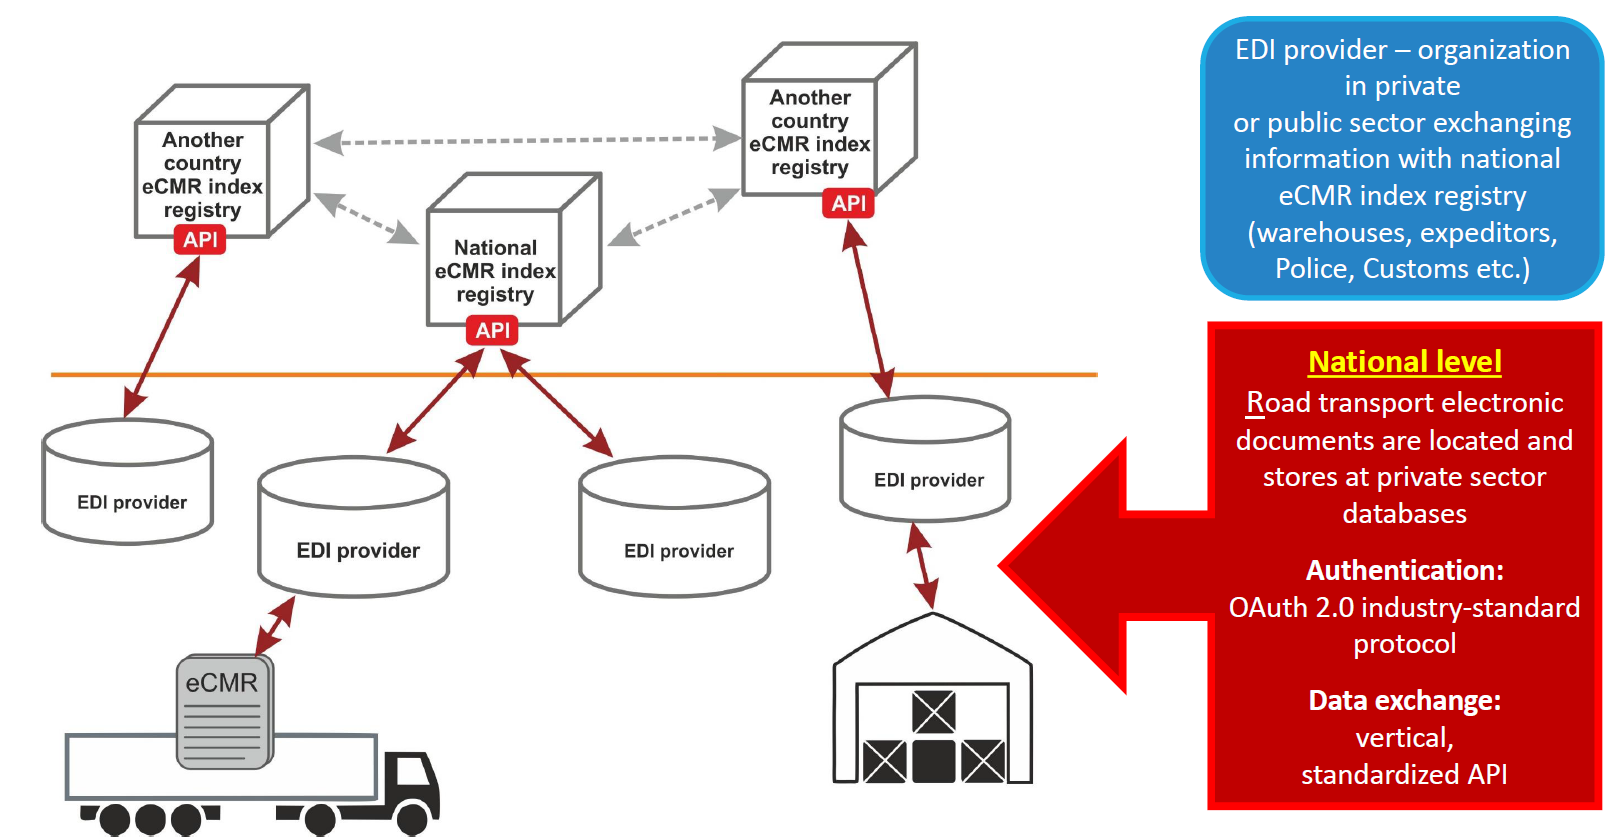 Another
country
eCMR index
registry
API
National
eCMR index
registry
API
Another
country
eCMR index
registry
API
EDI provider
EDI provider
EDI provider
EDI provider
eCMR
EDI provider – organization
in private
or public sector exchanging
information with national
eCMR index registry
(warehouses, expeditors,
Police, Customs etc.)
National level
Road transport electronic
documents are located and
stores at private sector
databases
Authentication:
OAuth 2.0 industry-standard
protocol
Data exchange:
vertical,
standardized API